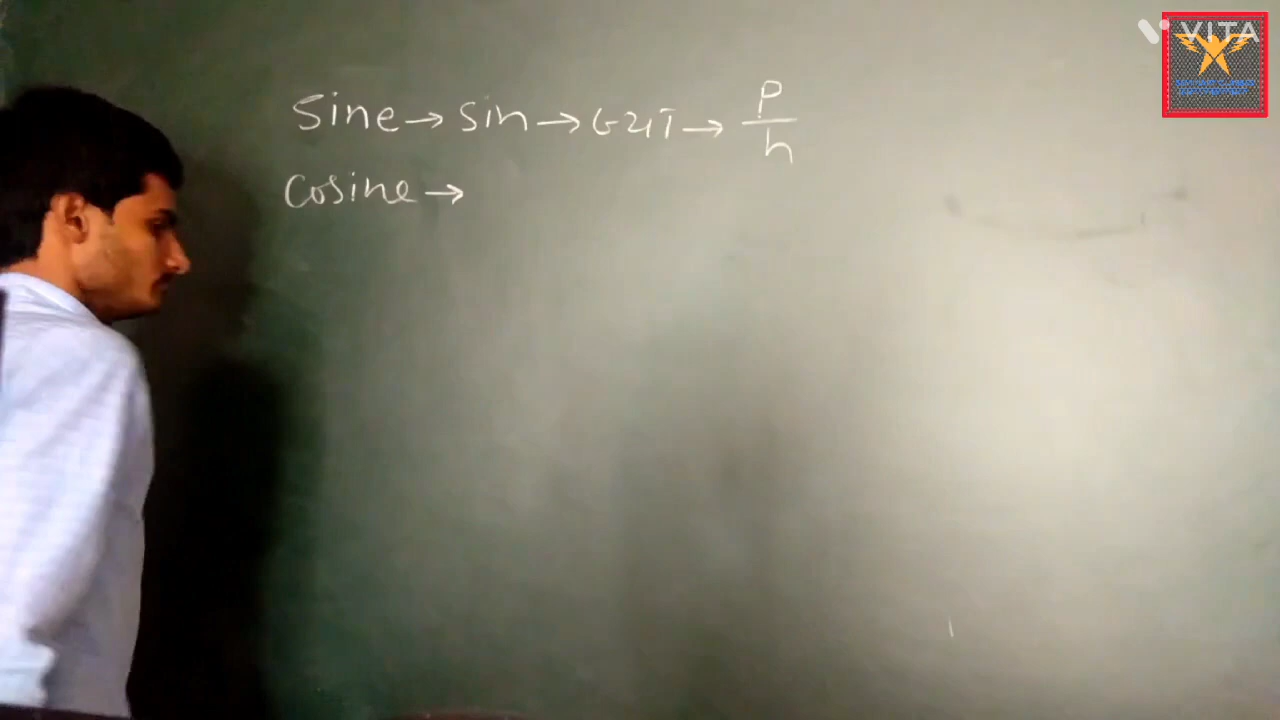 VITA
Sine → sin → ज्या → P/h
Cosine →